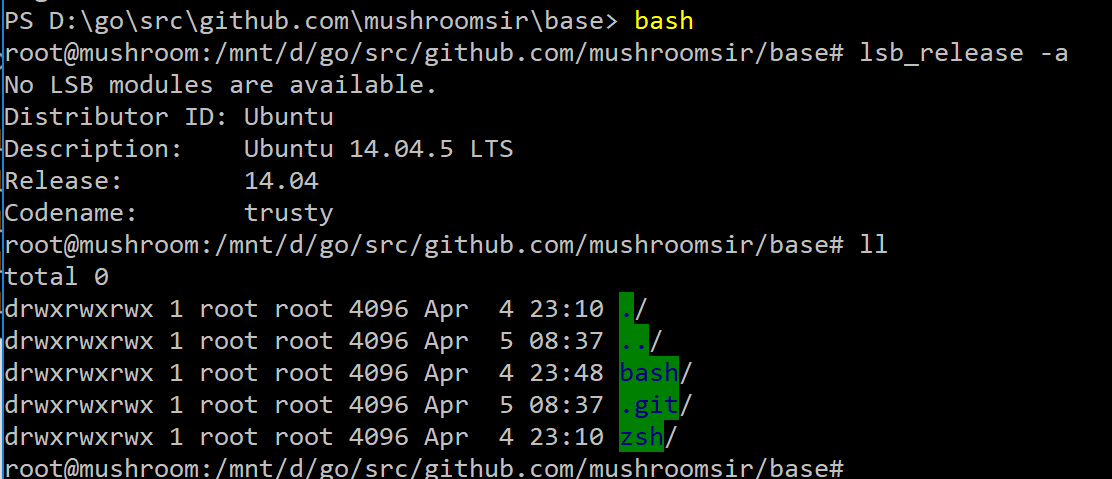 PS D:\go\src\github.com\mushroomsir\base> bash
root@mushroom:/mnt/d/go/src/github.com/mushroomsir/base# lsb_release -a
No LSB modules are available.
Distributor ID: Ubuntu
Description:    Ubuntu 14.04.5 LTS
Release:        14.04
Codename:       trusty
root@mushroom:/mnt/d/go/src/github.com/mushroomsir/base# ll
total 0
drwxrwxrwx 1 root root 4096 Apr  4 23:10 ./
drwxrwxrwx 1 root root 4096 Apr  5 08:37 ../
drwxrwxrwx 1 root root 4096 Apr  4 23:48 bash/
drwxrwxrwx 1 root root 4096 Apr  5 08:37 .git/
drwxrwxrwx 1 root root 4096 Apr  4 23:10 zsh/
root@mushroom:/mnt/d/go/src/github.com/mushroomsir/base#